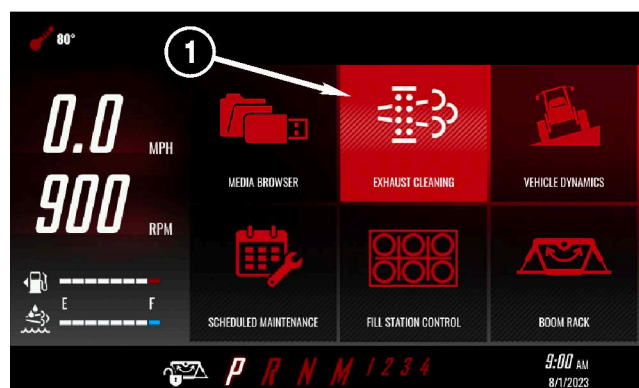 80°
1
0.0 MPH
900 RPM
MEDIA BROWSER
EXHAUST CLEANING
VEHICLE DYNAMICS
E F
SCHEDULED MAINTENANCE
FILL STATION CONTROL
BOOM RACK
P R N M 1 2 3 4
9:00 AM
8/1/2023